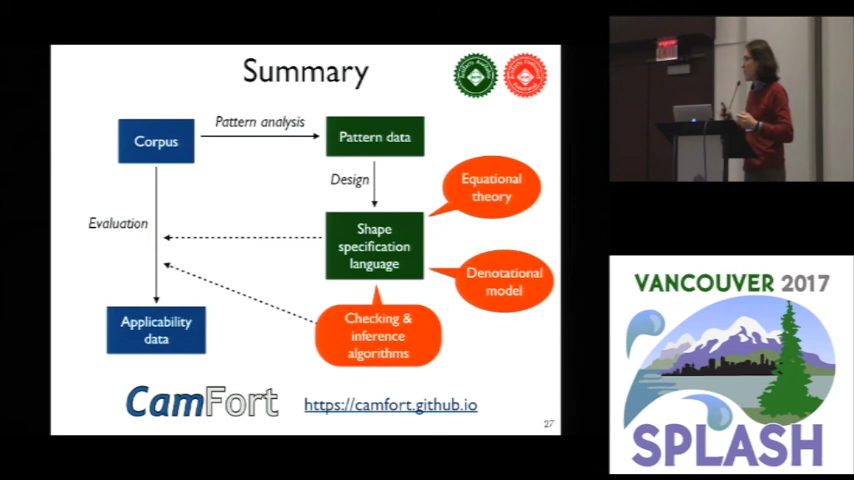 Summary
Corpus
Pattern analysis
Pattern data
Design
Equational
theory
Evaluation
Shape
specification
language
Denotational
model
Applicability
data
Checking &
inference
algorithms
CamFort
https://camfort.github.io
27
VANCOUVER 2017
SPLASH